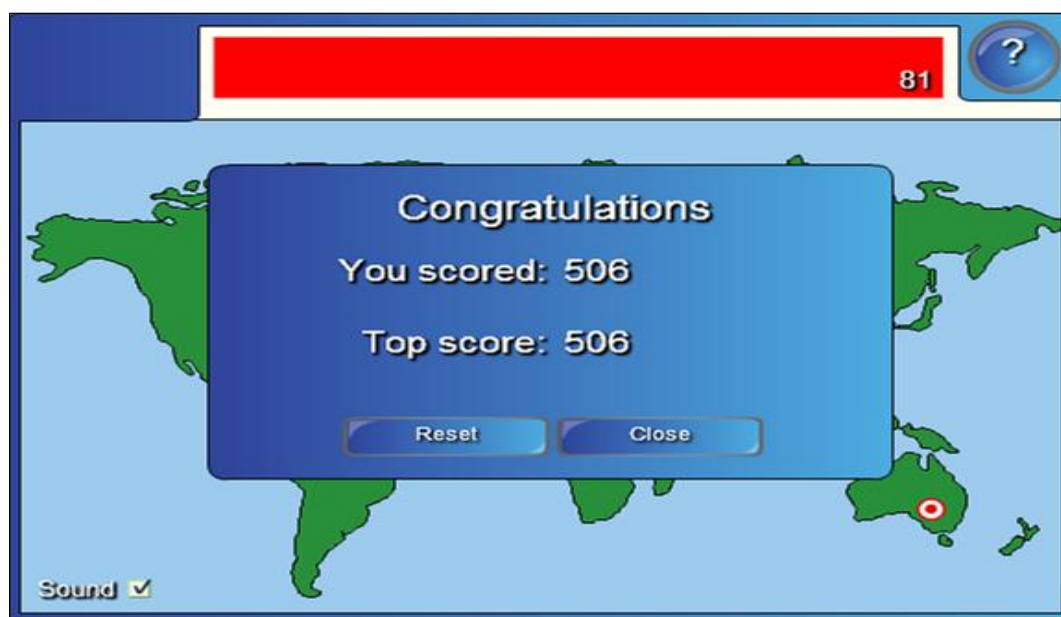 ?
81
Congratulations
You scored: 506
Top score: 506
Reset Close
Sound